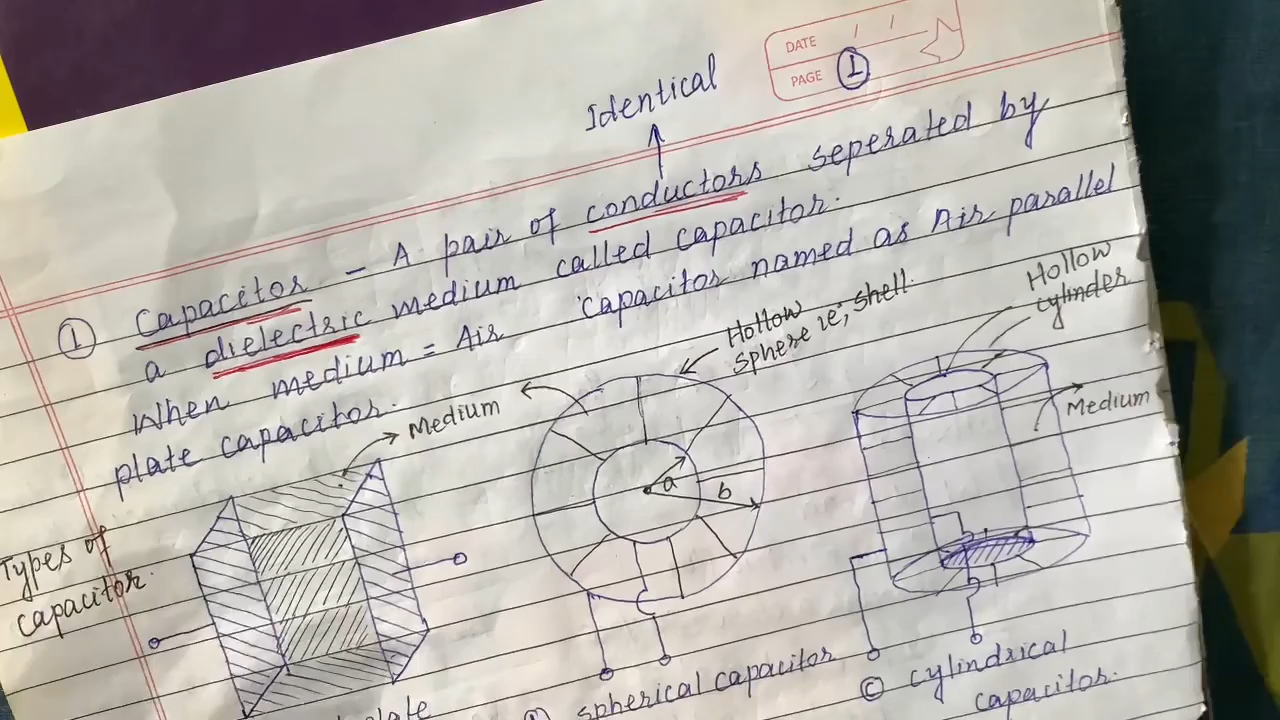 DATE / /
PAGE 1
Identical
① Capacitor – A pair of conductors seperated by
a dielectric medium called capacitor.
When medium = Air Capacitor named as Air parallel
plate capacitor.
Medium
Hollow
sphere ie; shell.
Hollow
cylinder
Medium
a
b
Types of
capacitor.
plate
spherical capacitor
© cylindrical
capacitor.